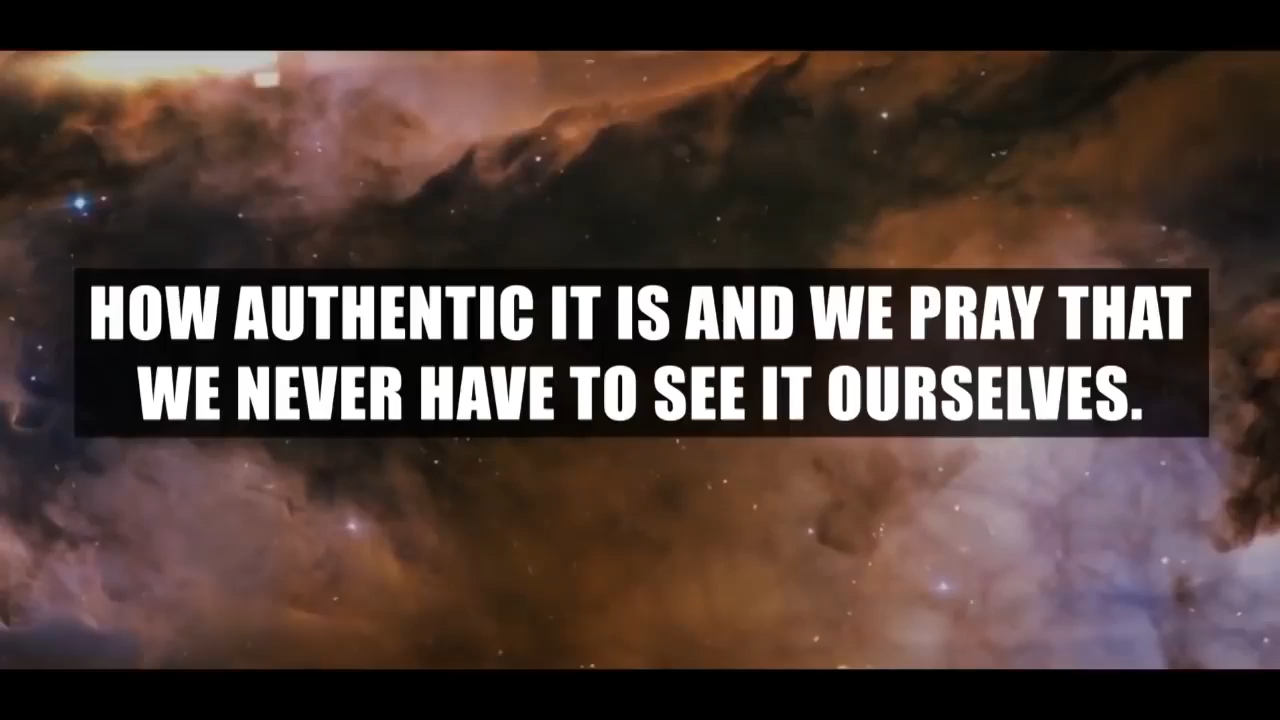 HOW AUTHENTIC IT IS AND WE PRAY THAT
WE NEVER HAVE TO SEE IT OURSELVES.